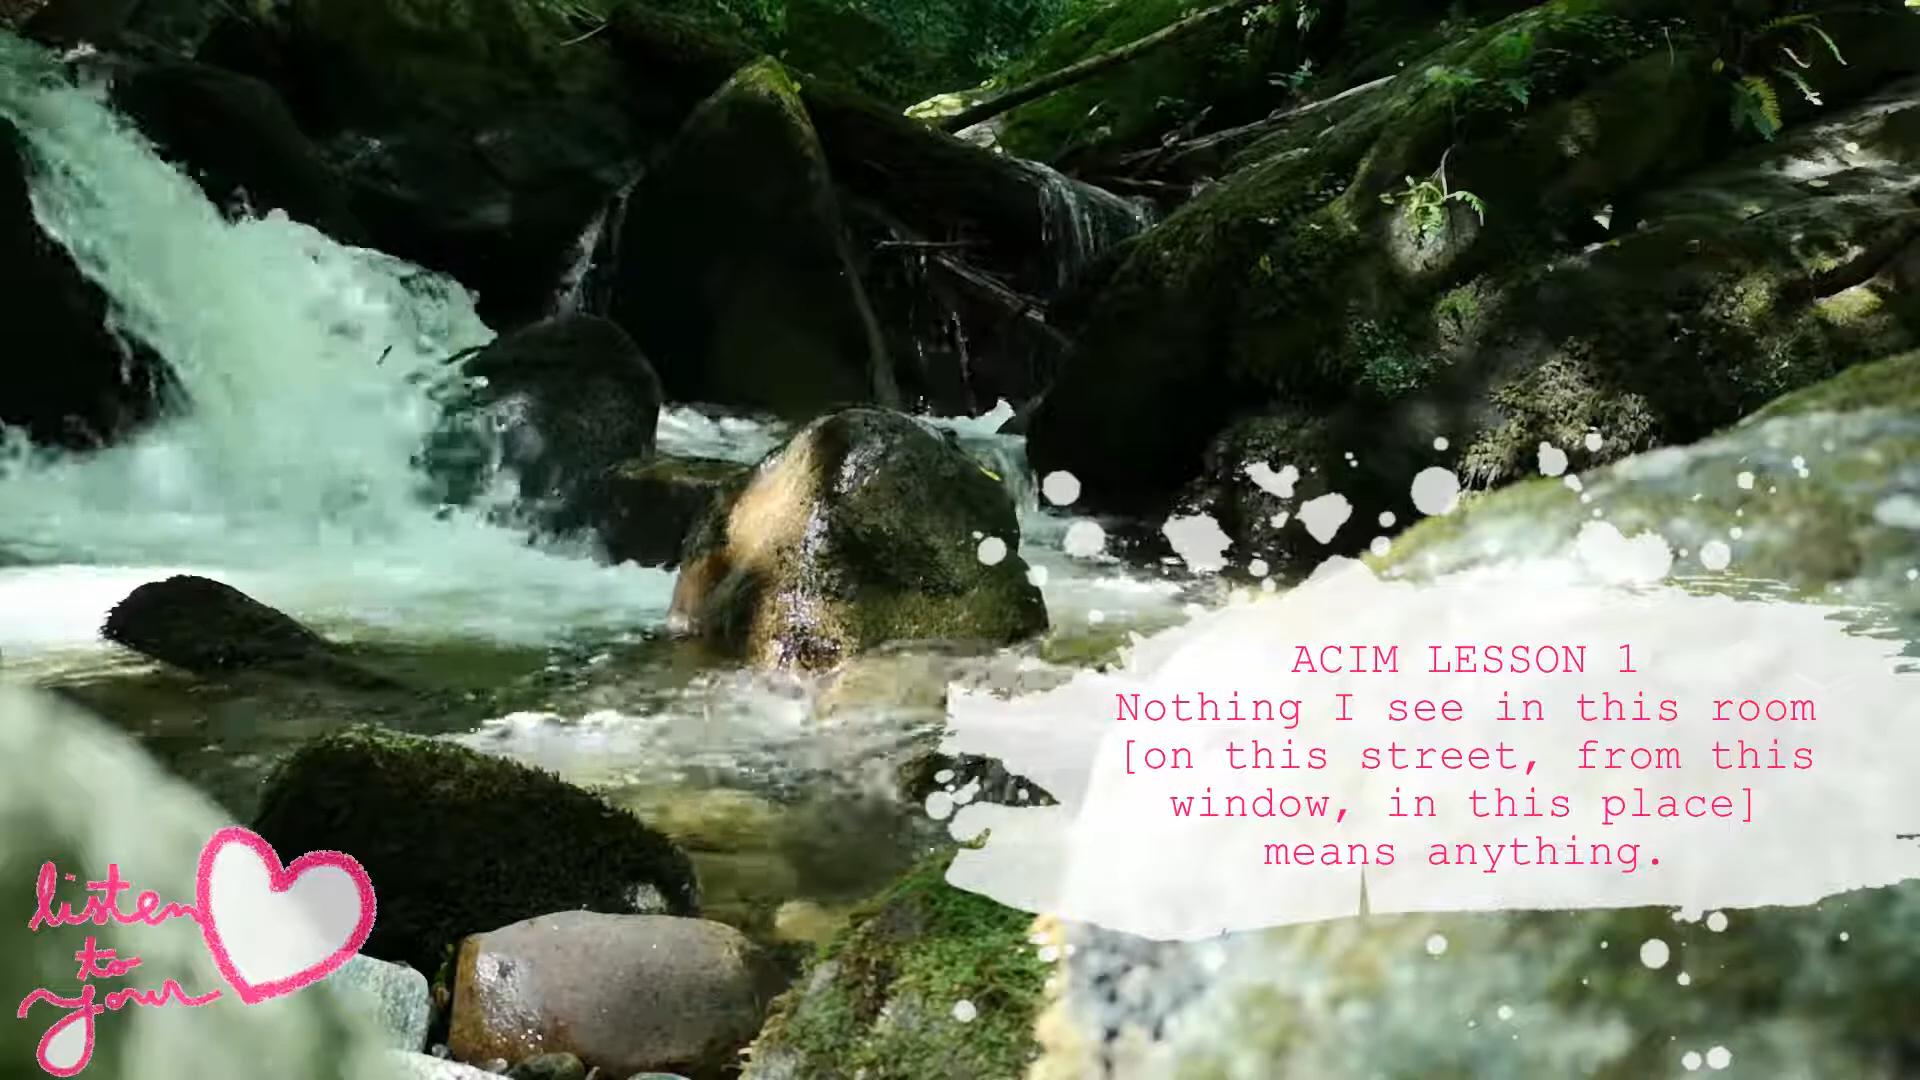 ACIM LESSON 1
Nothing I see in this room
[on this street, from this
window, in this place]
means anything.
listen
to
your